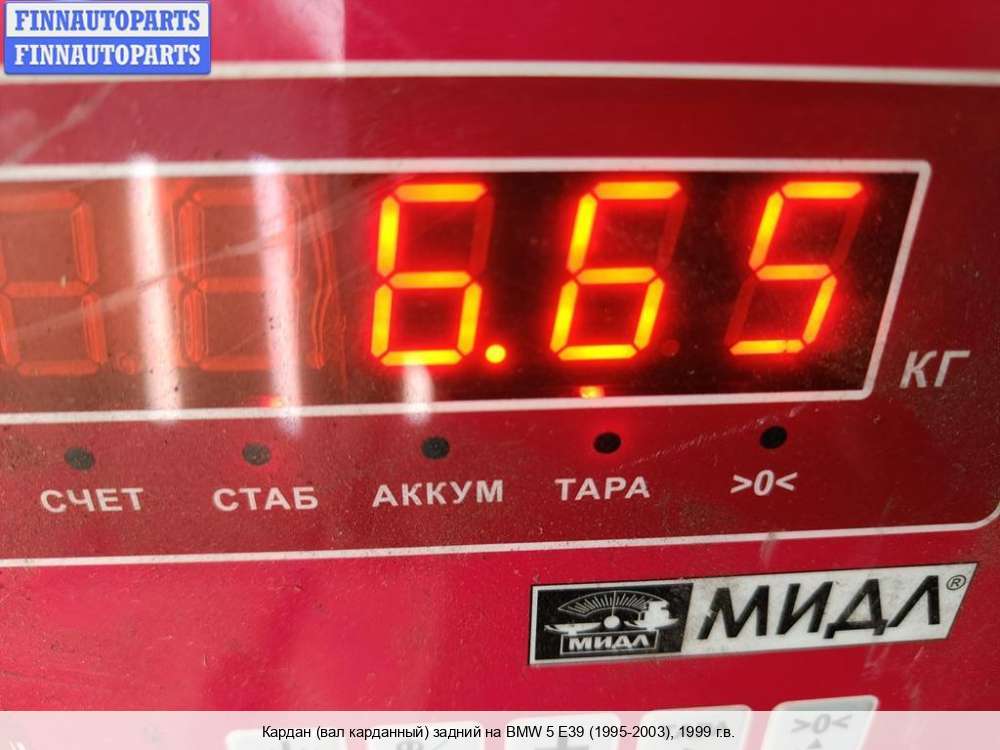 FINNAUTOPARTS
FINNAUTOPARTS
6.65
КГ
СЧЕТ СТАБ АККУМ ТАРА >0<
МИДЛ МИДЛ®
>0<
Кардан (вал карданный) задний на BMW 5 E39 (1995-2003), 1999 г.в.